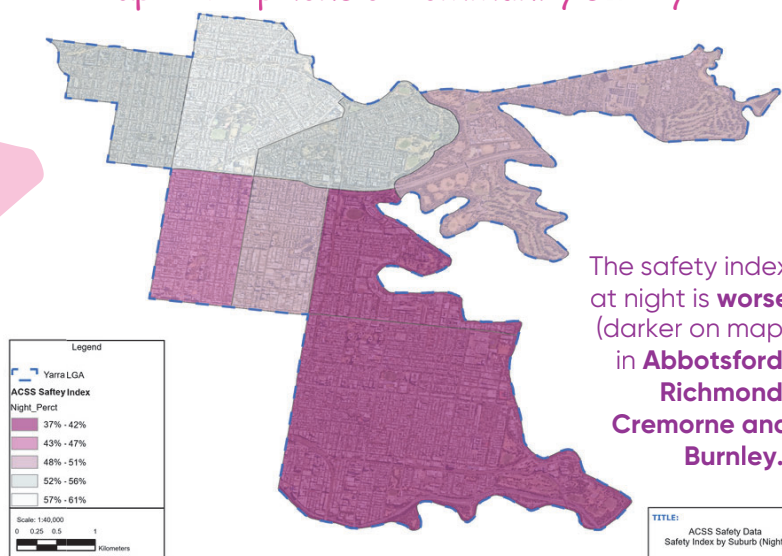 The safety index
at night is worse
(darker on map
in Abbotsford
Richmond
Cremorne and
Burnley.
Legend
Yarra LGA
ACSS Saftey Index
Night_Perct
37% - 42%
43% - 47%
48% - 51%
52% - 56%
57% - 61%
Scale: 1:40,000
0 0.25 0.5 1
Kilometers
TITLE:
ACSS Safety Data
Safety Index by Suburb (Night